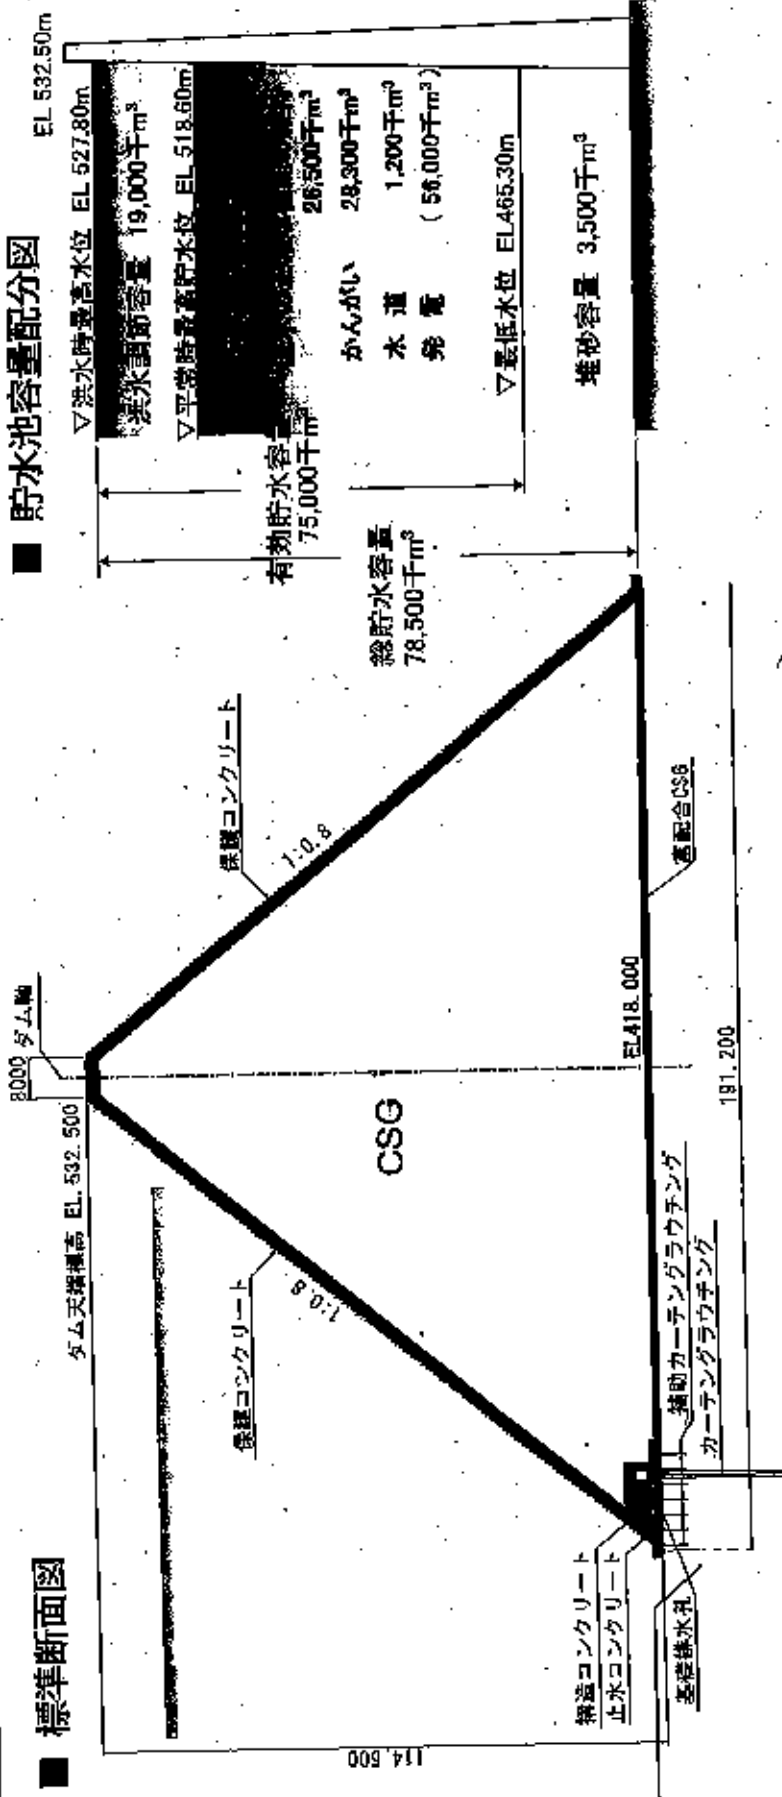 ■ 標準断面図
ダム天端標高 EL.532.500
8000
ダム軸
保護コンクリート
1:0.8
保護コンクリート
1:0.8
CSG
EL418.000
富配合CSG
構造コンクリート
止水コンクリート
基礎排水孔
補助カーテングラウチング
カーテングラウチング
191.200
114.500
■ 貯水池容量配分図
EL 532.50m
▽洪水時最高水位 EL 527.80m
洪水調節容量 19,000千m³
▽平常時最高貯水位 EL 518.60m
26,500千m³
かんがい 28,300千m³
水道 1,200千m³
発電 (56,000千m³)
▽最低水位 EL465.30m
堆砂容量 3,500千m³
有効貯水容
75,000千m³
総貯水容量
78,500千m³